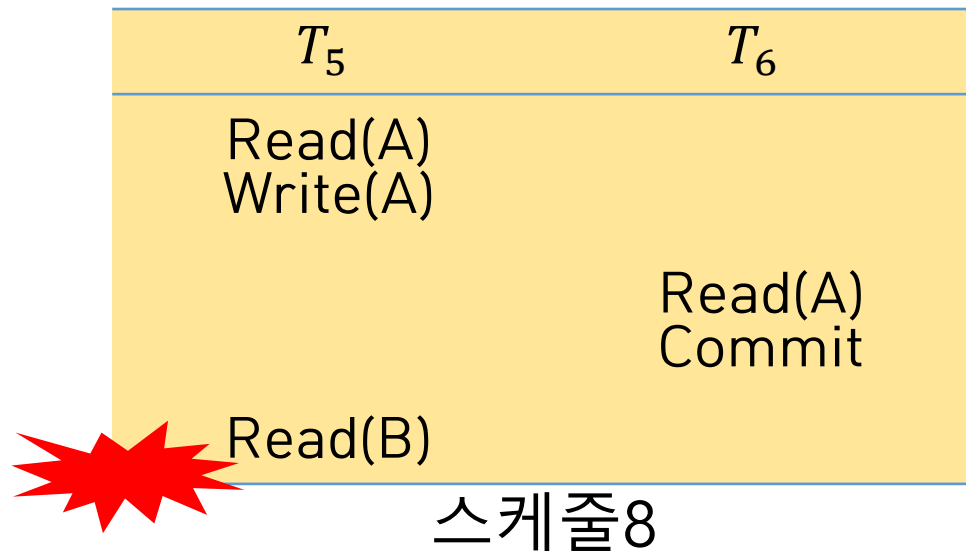 T₅ T₆
Read(A)
Write(A)
Read(A)
Commit
Read(B)
스케줄8